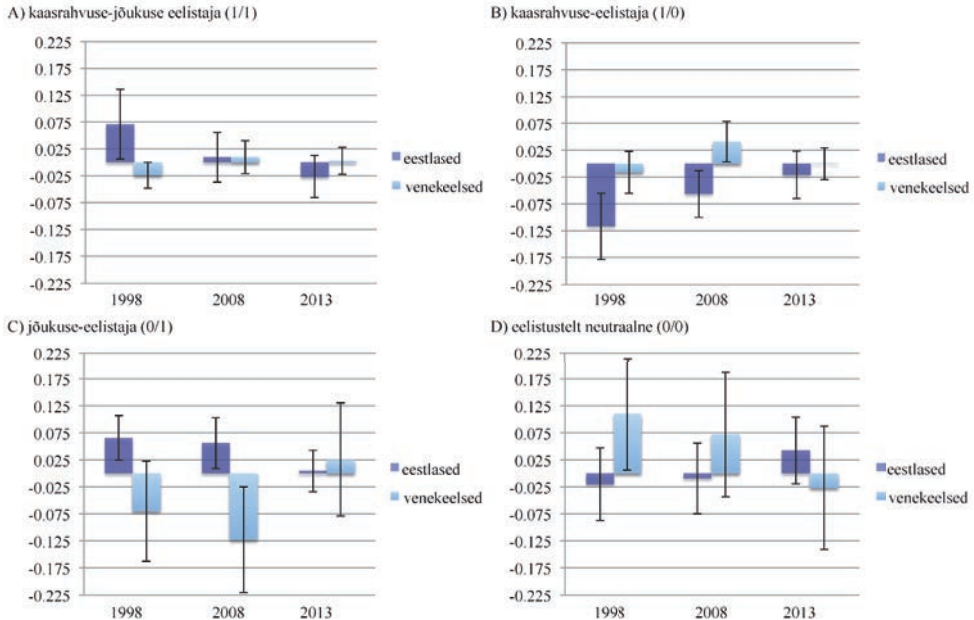 A) kaasrahvuse-jõukuse eelistaja (1/1)
0.225
0.175
0.125
0.075
0.025
-0.025
-0.075
-0.125
-0.175
-0.225
1998 2008 2013
eestlased
venekeelsed
B) kaasrahvuse-eelistaja (1/0)
0.225
0.175
0.125
0.075
0.025
-0.025
-0.075
-0.125
-0.175
-0.225
1998 2008 2013
eestlased
venekeelsed
C) jõukuse-eelistaja (0/1)
0.225
0.175
0.125
0.075
0.025
-0.025
-0.075
-0.125
-0.175
-0.225
1998 2008 2013
eestlased
venekeelsed
D) eelistustelt neutraalne (0/0)
0.225
0.175
0.125
0.075
0.025
-0.025
-0.075
-0.125
-0.175
-0.225
1998 2008 2013
eestlased
venekeelsed